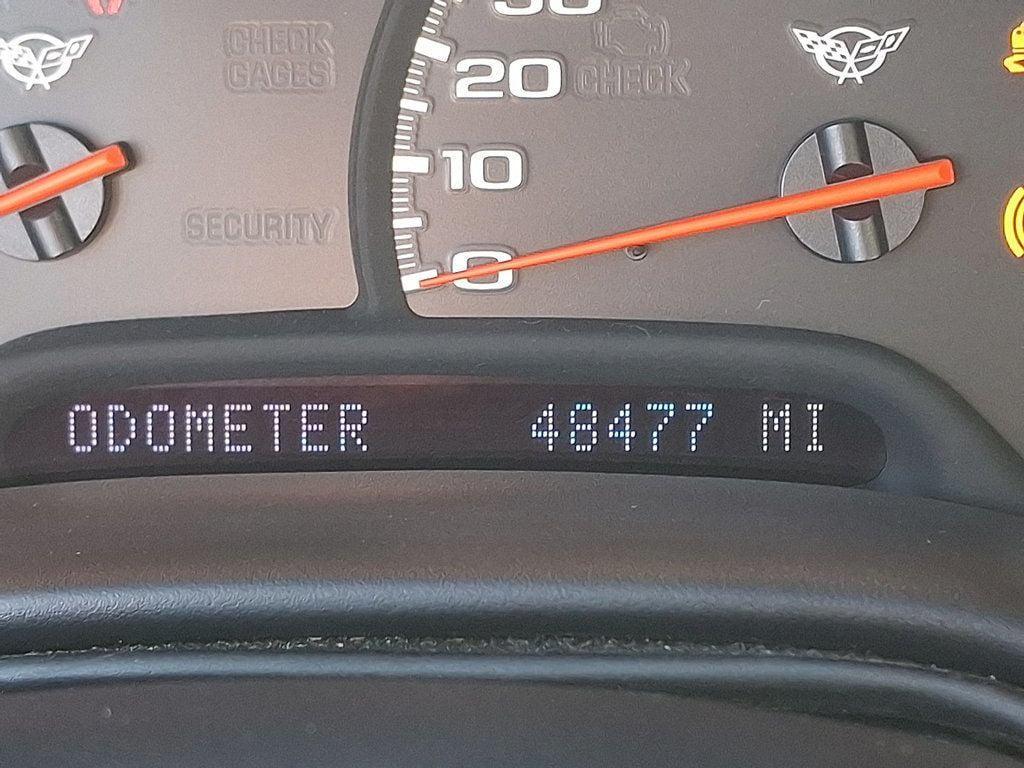 CHECK
GAGES
SECURITY
30
20
CHECK
10
0
ODOMETER 48477 MI